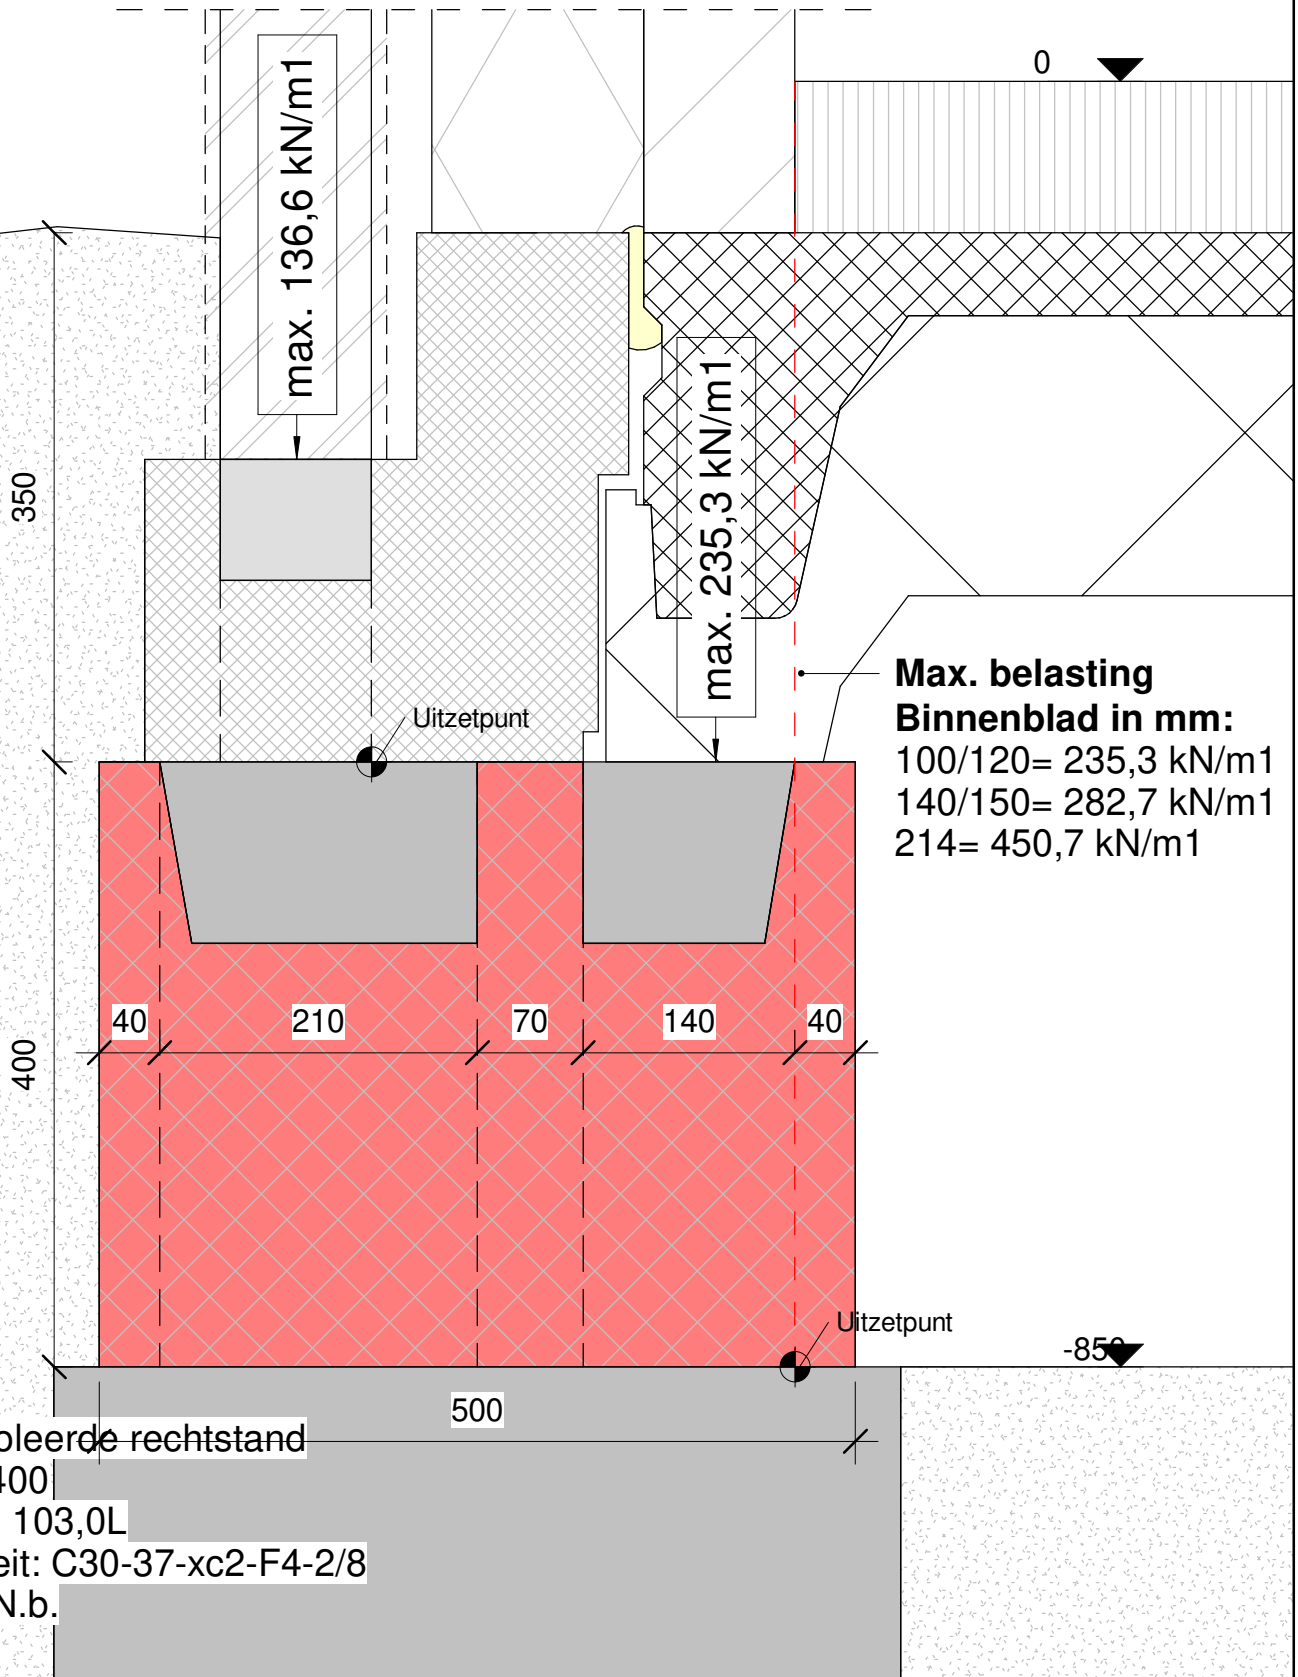 0
max. 136,6 kN/m1
350
max. 235,3 kN/m1
Max. belasting
Binnenblad in mm:
100/120= 235,3 kN/m1
140/150= 282,7 kN/m1
214= 450,7 kN/m1
Uitzetpunt
40
210
70
140
40
400
Uitzetpunt
-850
500
oleerde rechtstand
400
103,0L
eit: C30-37-xc2-F4-2/8
N.b.